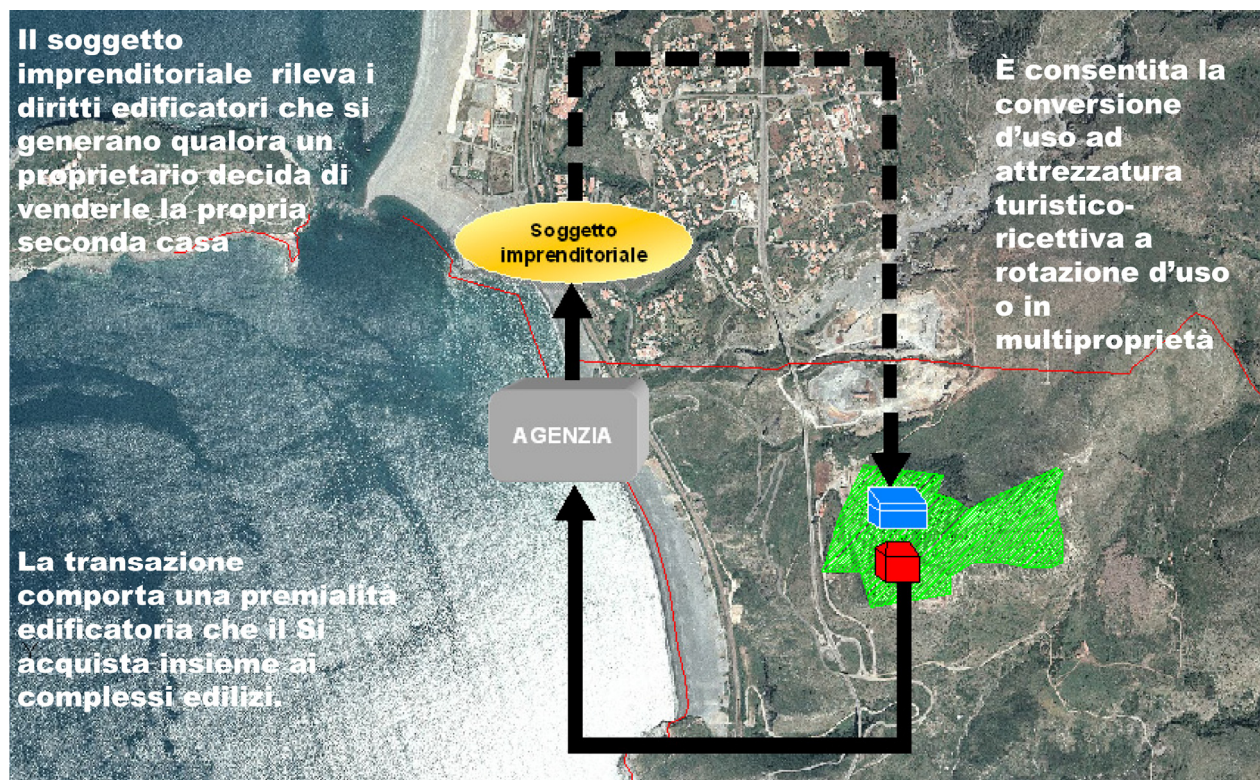 Il soggetto
imprenditoriale rileva i
diritti edificatori che si
generano qualora un
proprietario decida di
venderle la propria
seconda casa
Soggetto
imprenditoriale
È consentita la
conversione
d'uso ad
attrezzatura
turistico-
ricettiva a
rotazione d'uso
o in
multiproprietà
AGENZIA
La transazione
comporta una premialità
edificatoria che il Si
acquista insieme ai
complessi edilizi.